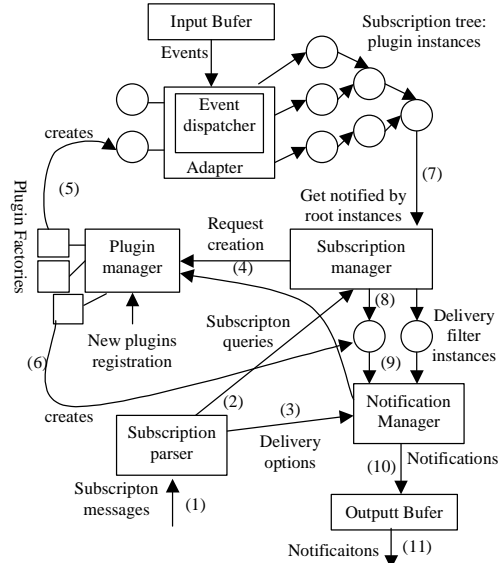 Input Bufer
Subscription tree:
plugin instances
Events
Event
dispatcher
Adapter
creates
(5)
(7)
Plugin Factories
Get notified by
root instances
Request
creation
(4)
Plugin
manager
Subscription
manager
(8)
New plugins
registration
Subscripton
queries
Delivery
filter
instances
(6)
(9)
creates
(2)
(3)
Subscription
parser
Delivery
options
Notification
Manager
(10)
Notifications
Subscripton
messages
(1)
Outputt Bufer
Notificaitons
(11)